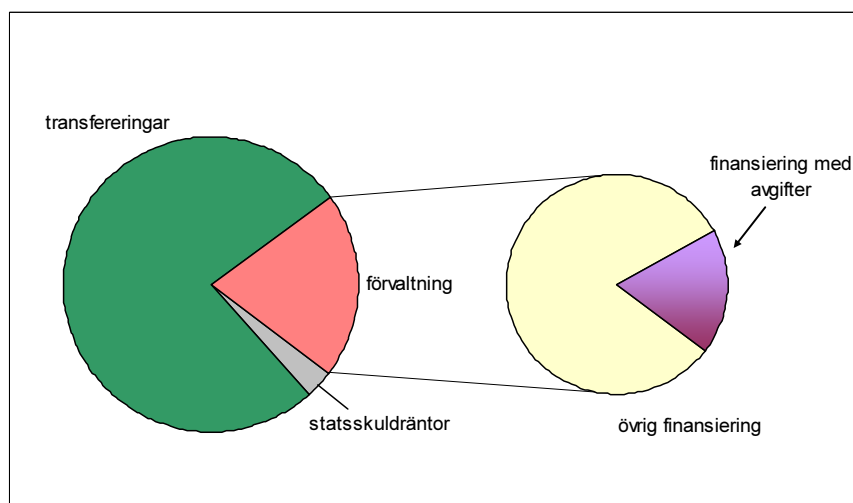 transfereringar
finansiering med
avgifter
förvaltning
statsskuldräntor
övrig finansiering